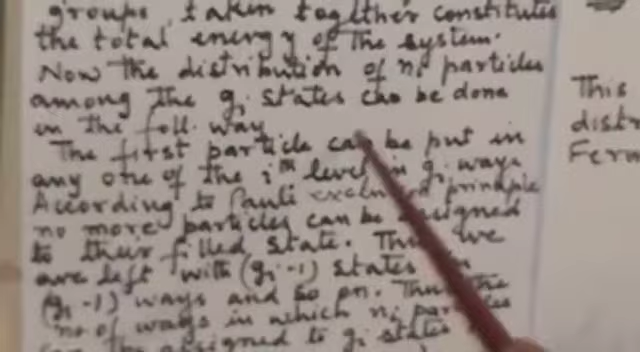 groups, taken together constitutes
the total energy of the system.
Now the distribution of ni particles
among the gi states can be done
in the foll. way
The first particle can be put in
any one of the ith level in gi ways
According to Pauli exclusion principle
no more particles can be assigned
to their filled state. Thus we
are left with (gi-1) states in
(gi-1) ways and so on. Thus the
no of ways in which ni particles
assigned to gi states
This
distr
Ferm